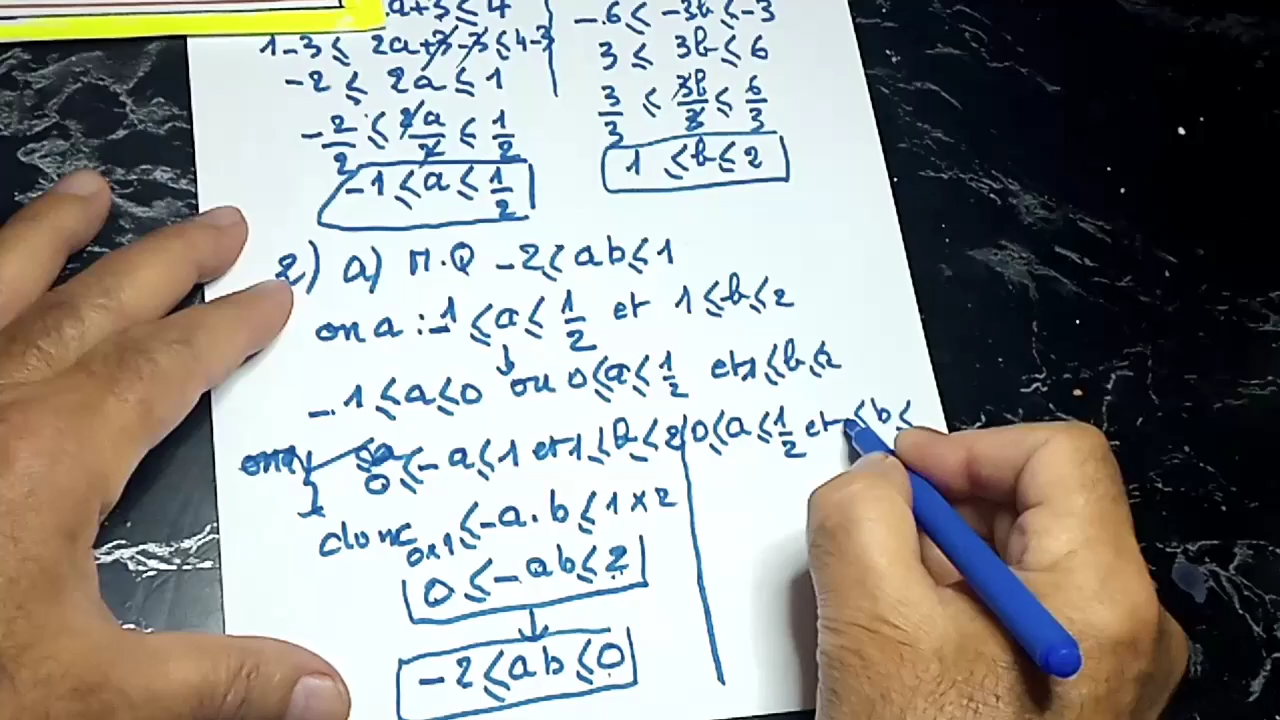 a+3 ≤ 4
1-3 ≤ 2a+3-3 ≤ 4-3
-2 ≤ 2a ≤ 1
-2/2 ≤ 2a/2 ≤ 1/2
-1 ≤ a ≤ 1/2
-6 ≤ -3b ≤ -3
3 ≤ 3b ≤ 6
3/3 ≤ 3b/3 ≤ 6/3
1 ≤ b ≤ 2
2) a) M.Q -2 ≤ ab ≤ 1
on a : -1 ≤ a ≤ 1/2 et 1 ≤ b ≤ 2
-1 ≤ a ≤ 0 ou 0 ≤ a ≤ 1/2 et 1 ≤ b ≤ 2
0 ≤ -a ≤ 1 et 1 ≤ b ≤ 2
donc 0×1 ≤ -a.b ≤ 1×2
0 ≤ -ab ≤ 2
↓
-2 ≤ ab ≤ 0
0 ≤ a ≤ 1/2 et ≤ b ≤